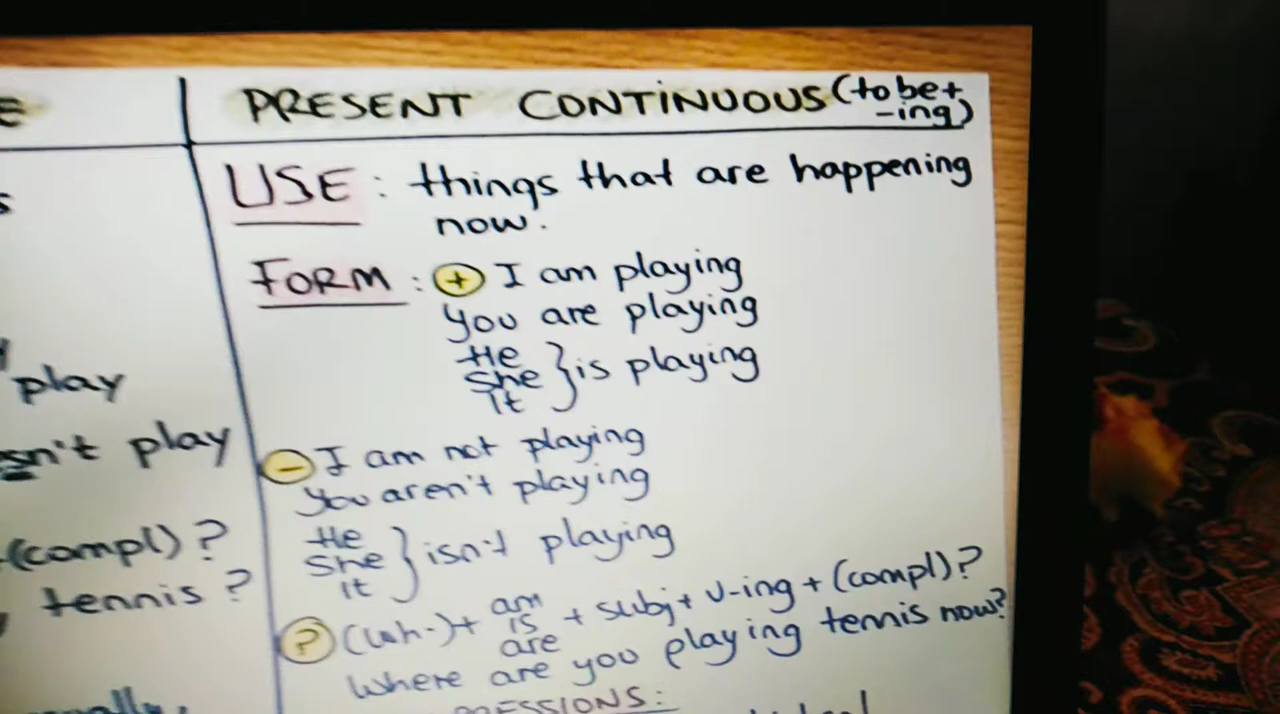 PRESENT CONTINUOUS (to be +
-ing)
USE : things that are happening
now.
FORM : + I am playing
You are playing
He
She } is playing
It
- I am not playing
You aren't playing
He
She } isn't playing
It
? (Wh-) + am is are + subj + v-ing + (compl)?
Where are you playing tennis now?
play
sn't play
(compl) ?
tennis ?